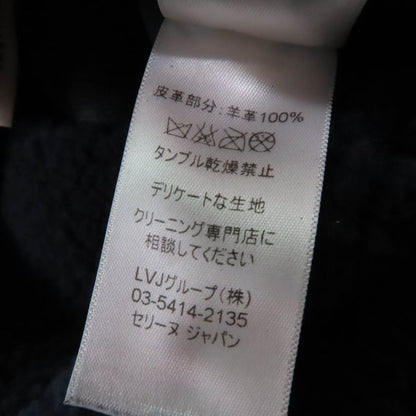 皮革部分:羊革100%
タンブル乾燥禁止
デリケートな生地
クリーニング専門店に
相談してください
LVJグループ(株)
03-5414-2135
セリーヌ ジャパン